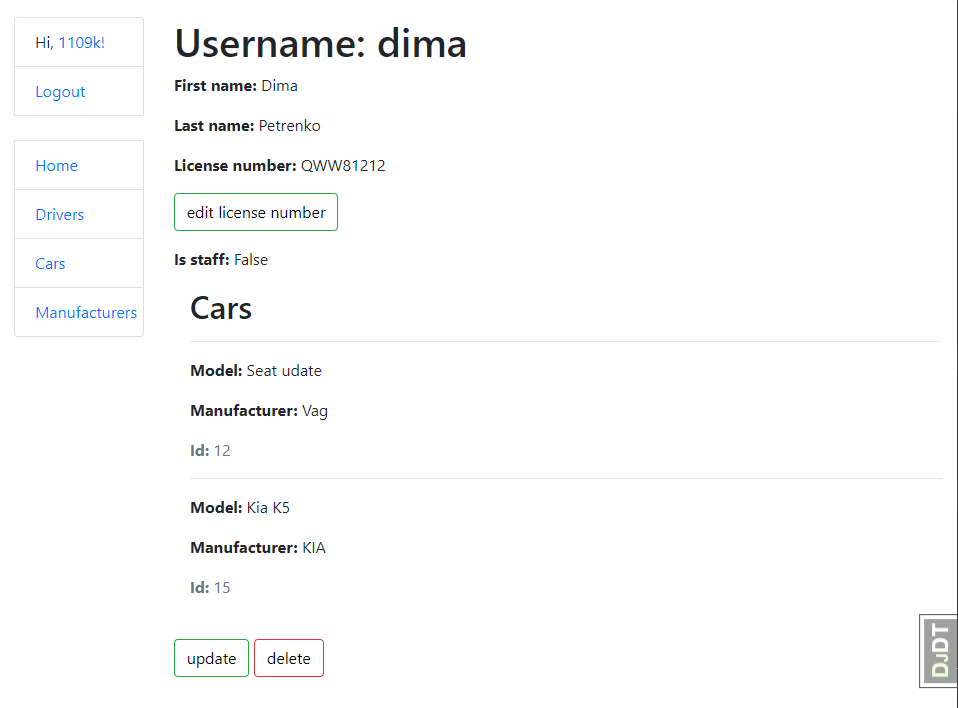 Hi, 1109k!
Logout
Home
Drivers
Cars
Manufacturers
Username: dima
First name: Dima
Last name: Petrenko
License number: QWW81212
edit license number
Is staff: False
Cars
Model: Seat udate
Manufacturer: Vag
Id: 12
Model: Kia K5
Manufacturer: KIA
Id: 15
update delete
DJDT